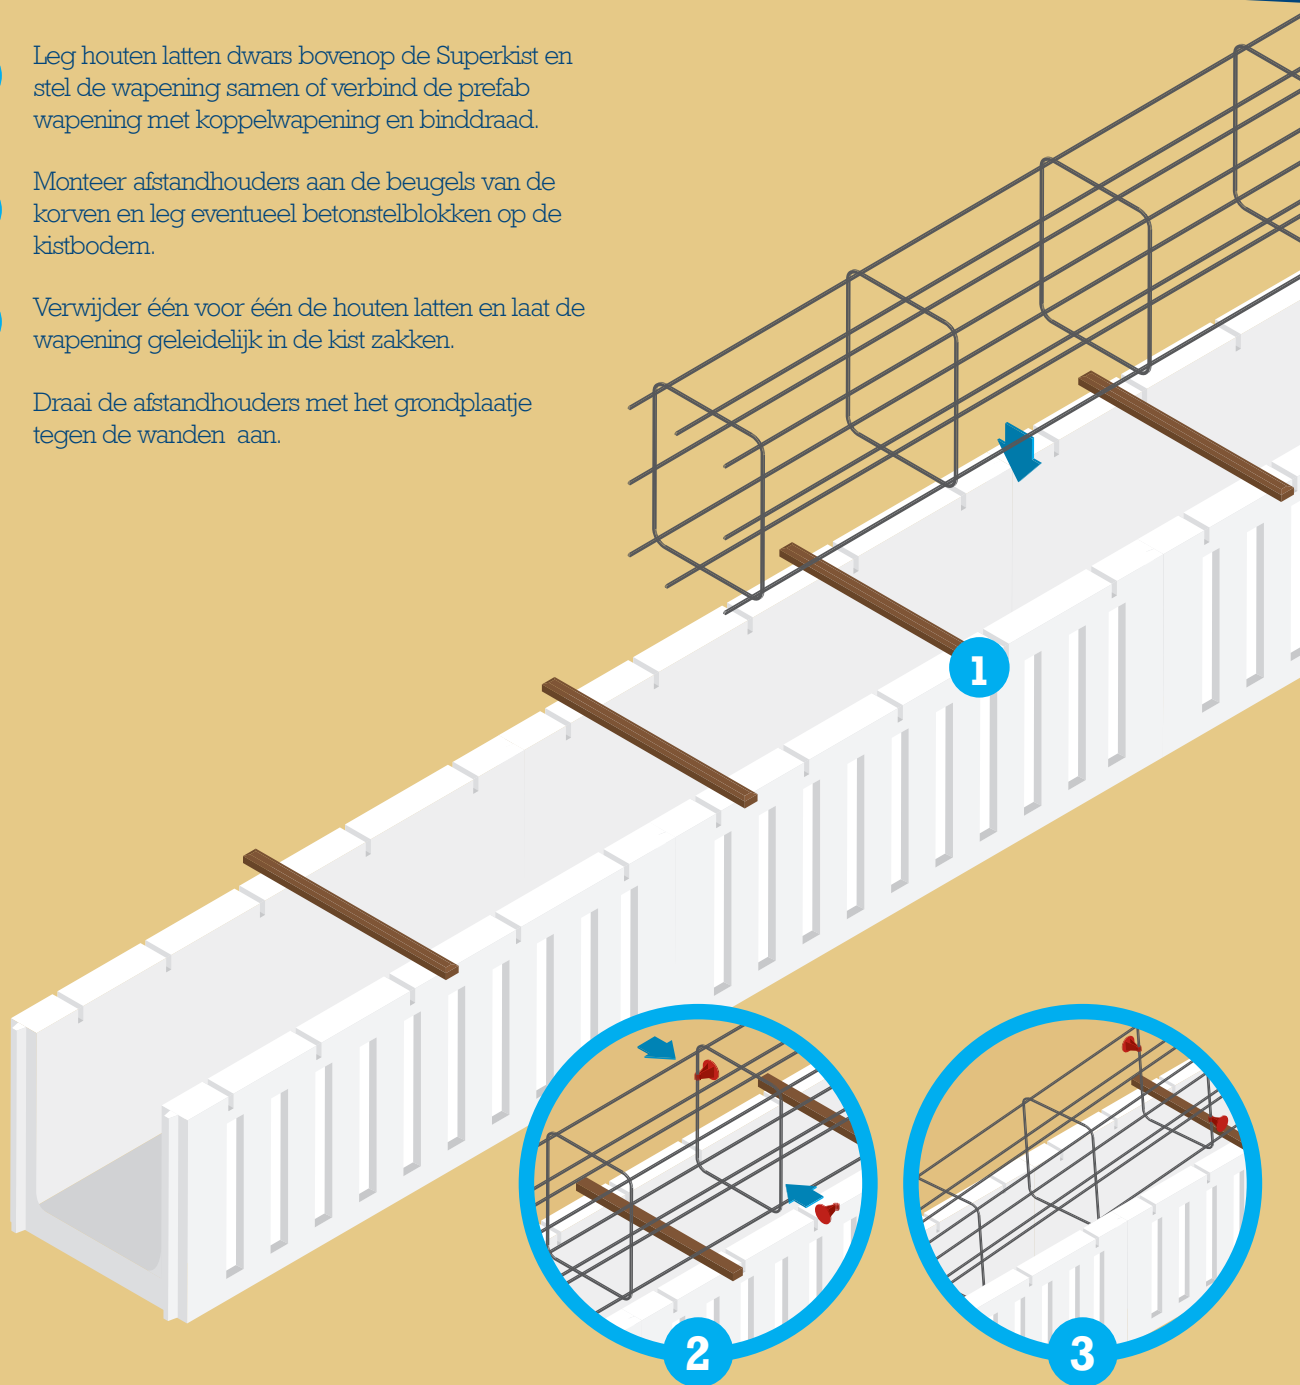 Leg houten latten dwars bovenop de Superkist en
stel de wapening samen of verbind de prefab
wapening met koppelwapening en binddraad.
Monteer afstandhouders aan de beugels van de
korven en leg eventueel betonstelblokken op de
kistbodem.
Verwijder één voor één de houten latten en laat de
wapening geleidelijk in de kist zakken.
Draai de afstandhouders met het grondplaatje
tegen de wanden aan.
1
2
3